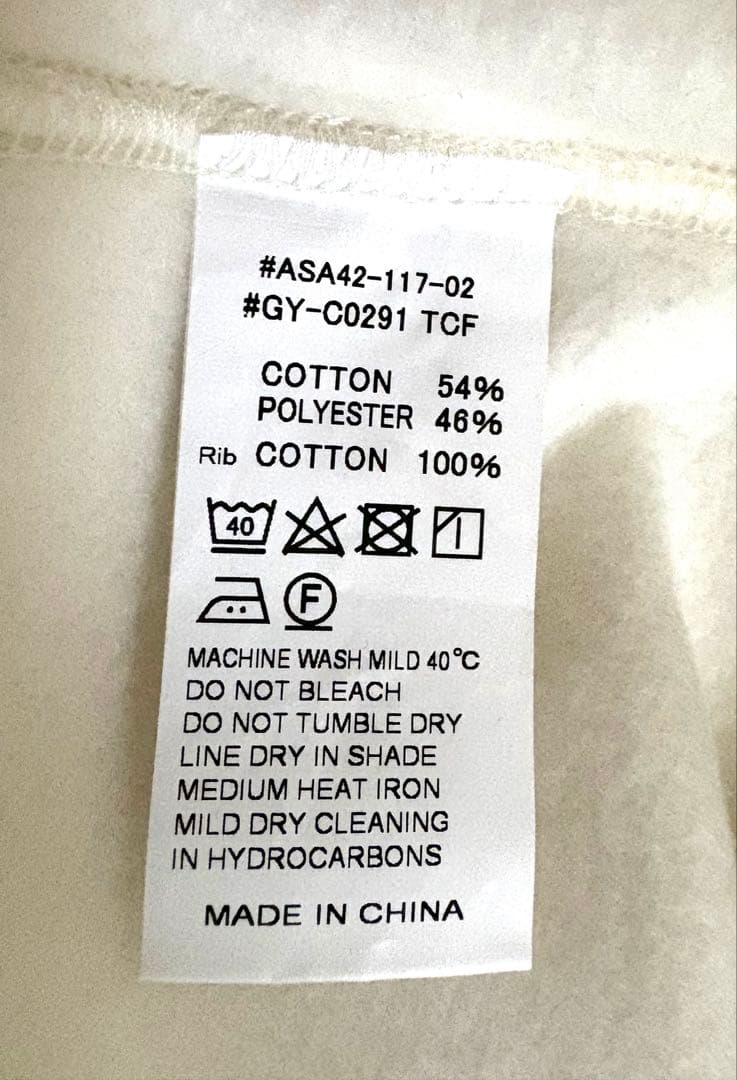 #ASA42-117-02
#GY-C0291 TCF
COTTON 54%
POLYESTER 46%
Rib COTTON 100%
40
F
MACHINE WASH MILD 40℃
DO NOT BLEACH
DO NOT TUMBLE DRY
LINE DRY IN SHADE
MEDIUM HEAT IRON
MILD DRY CLEANING
IN HYDROCARBONS
MADE IN CHINA